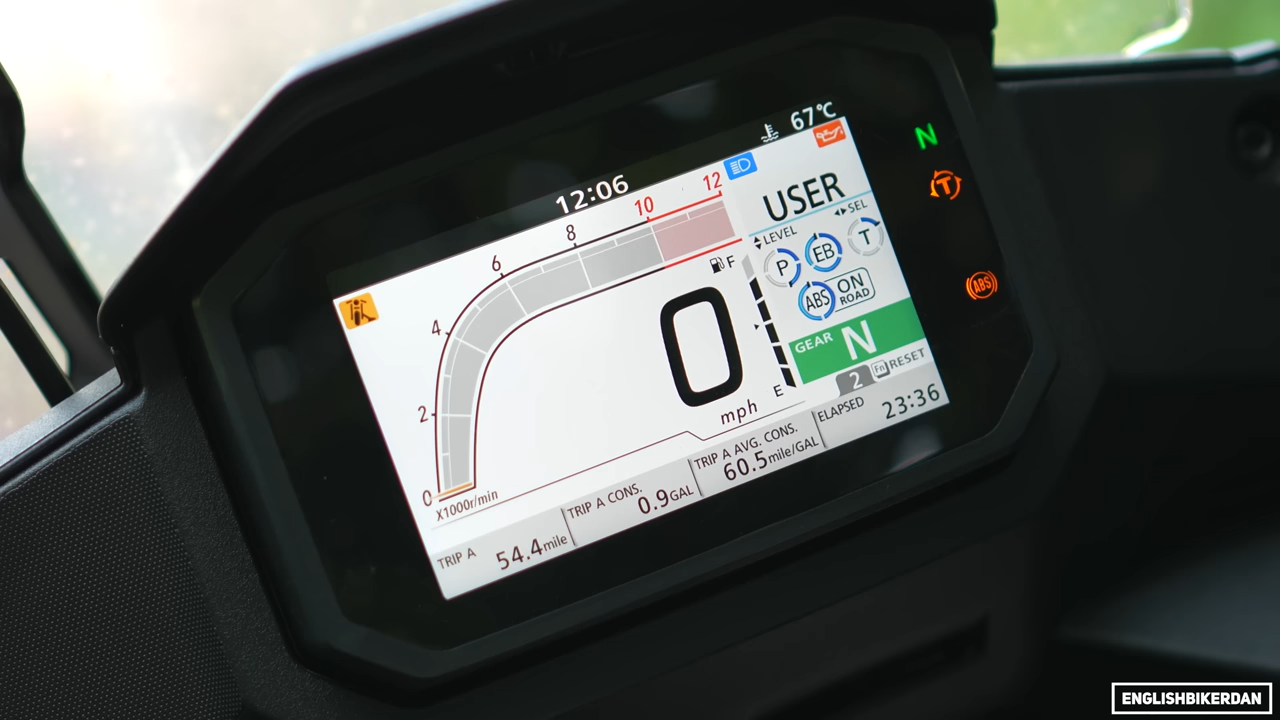 12:06
67°C
N
T
ABS
0
2
4
6
8
10
12
X1000r/min
0
mph
F
E
USER
◄►SEL
▲▼LEVEL
P
EB
T
ABS
ON
ROAD
GEAR
N
2
Fn RESET
TRIP A
54.4mile
TRIP A CONS.
0.9GAL
TRIP A AVG. CONS.
60.5mile/GAL
ELAPSED
23:36
ENGLISHBIKERDAN